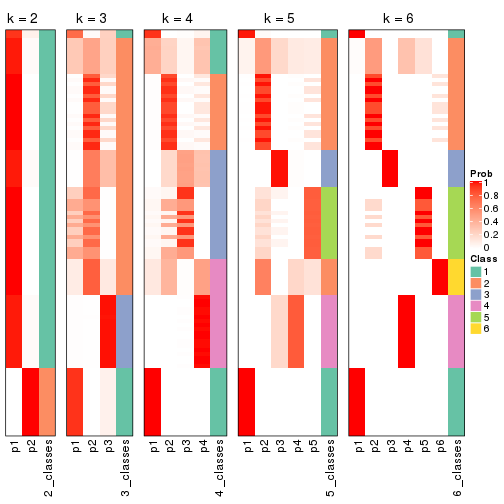 k = 2
k = 3
k = 4
k = 5
k = 6
p1
p2
2_classes
p1
p2
p3
3_classes
p1
p2
p3
p4
4_classes
p1
p2
p3
p4
p5
5_classes
p1
p2
p3
p4
p5
p6
6_classes
Prob
1
0.8
0.6
0.4
0.2
0
Class
1
2
3
4
5
6